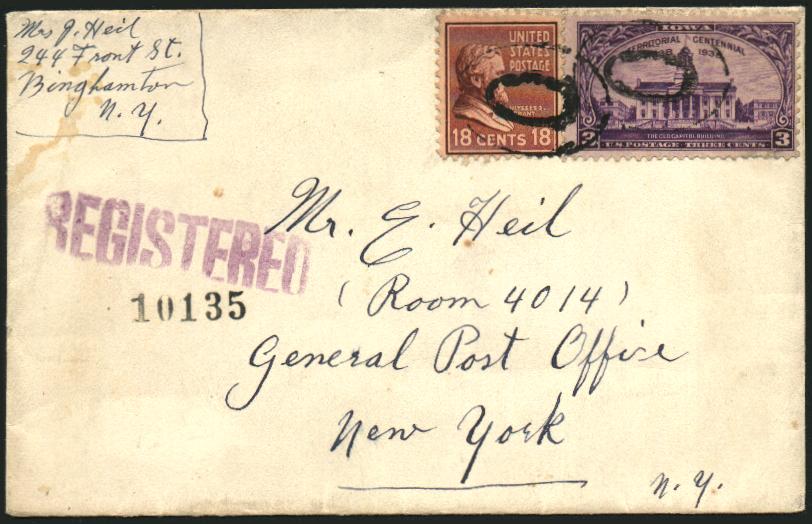 Mrs J. Heil
244 Front St.
Binghamton
N. Y.
UNITED
STATES
POSTAGE
18 CENTS 18
IOWA
TERRITORIAL CENTENNIAL
THE OLD CAPITOL BUILDING
3
U.S. POSTAGE · THREE CENTS
REGISTERED
10135
Mr. E. Heil
(Room 4014)
General Post Office
New York
N. Y.